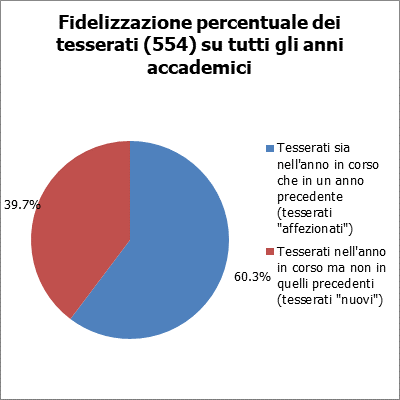 Fidelizzazione percentuale dei
tesserati (554) su tutti gli anni
accademici
39.7%
60.3%
Tesserati sia
nell'anno in corso
che in un anno
precedente
(tesserati
"affezionati")
Tesserati nell'anno
in corso ma non in
quelli precedenti
(tesserati "nuovi")